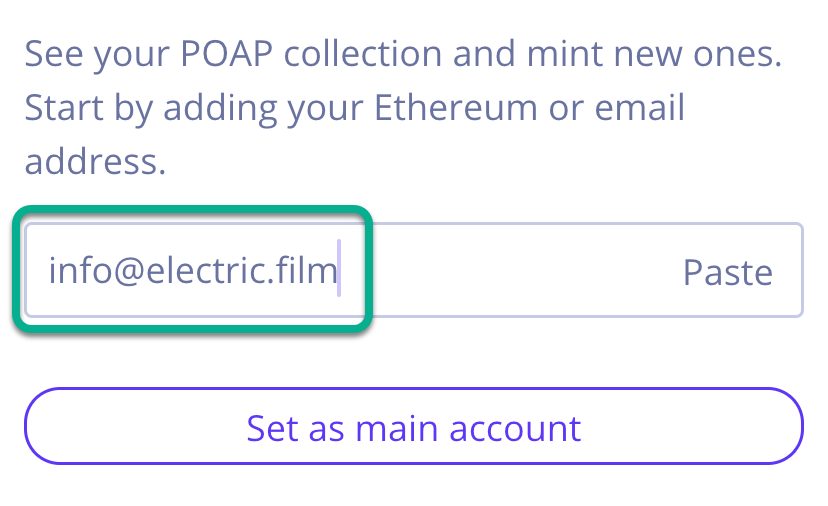 See your POAP collection and mint new ones.
Start by adding your Ethereum or email
address.
info@electric.film
Paste
Set as main account